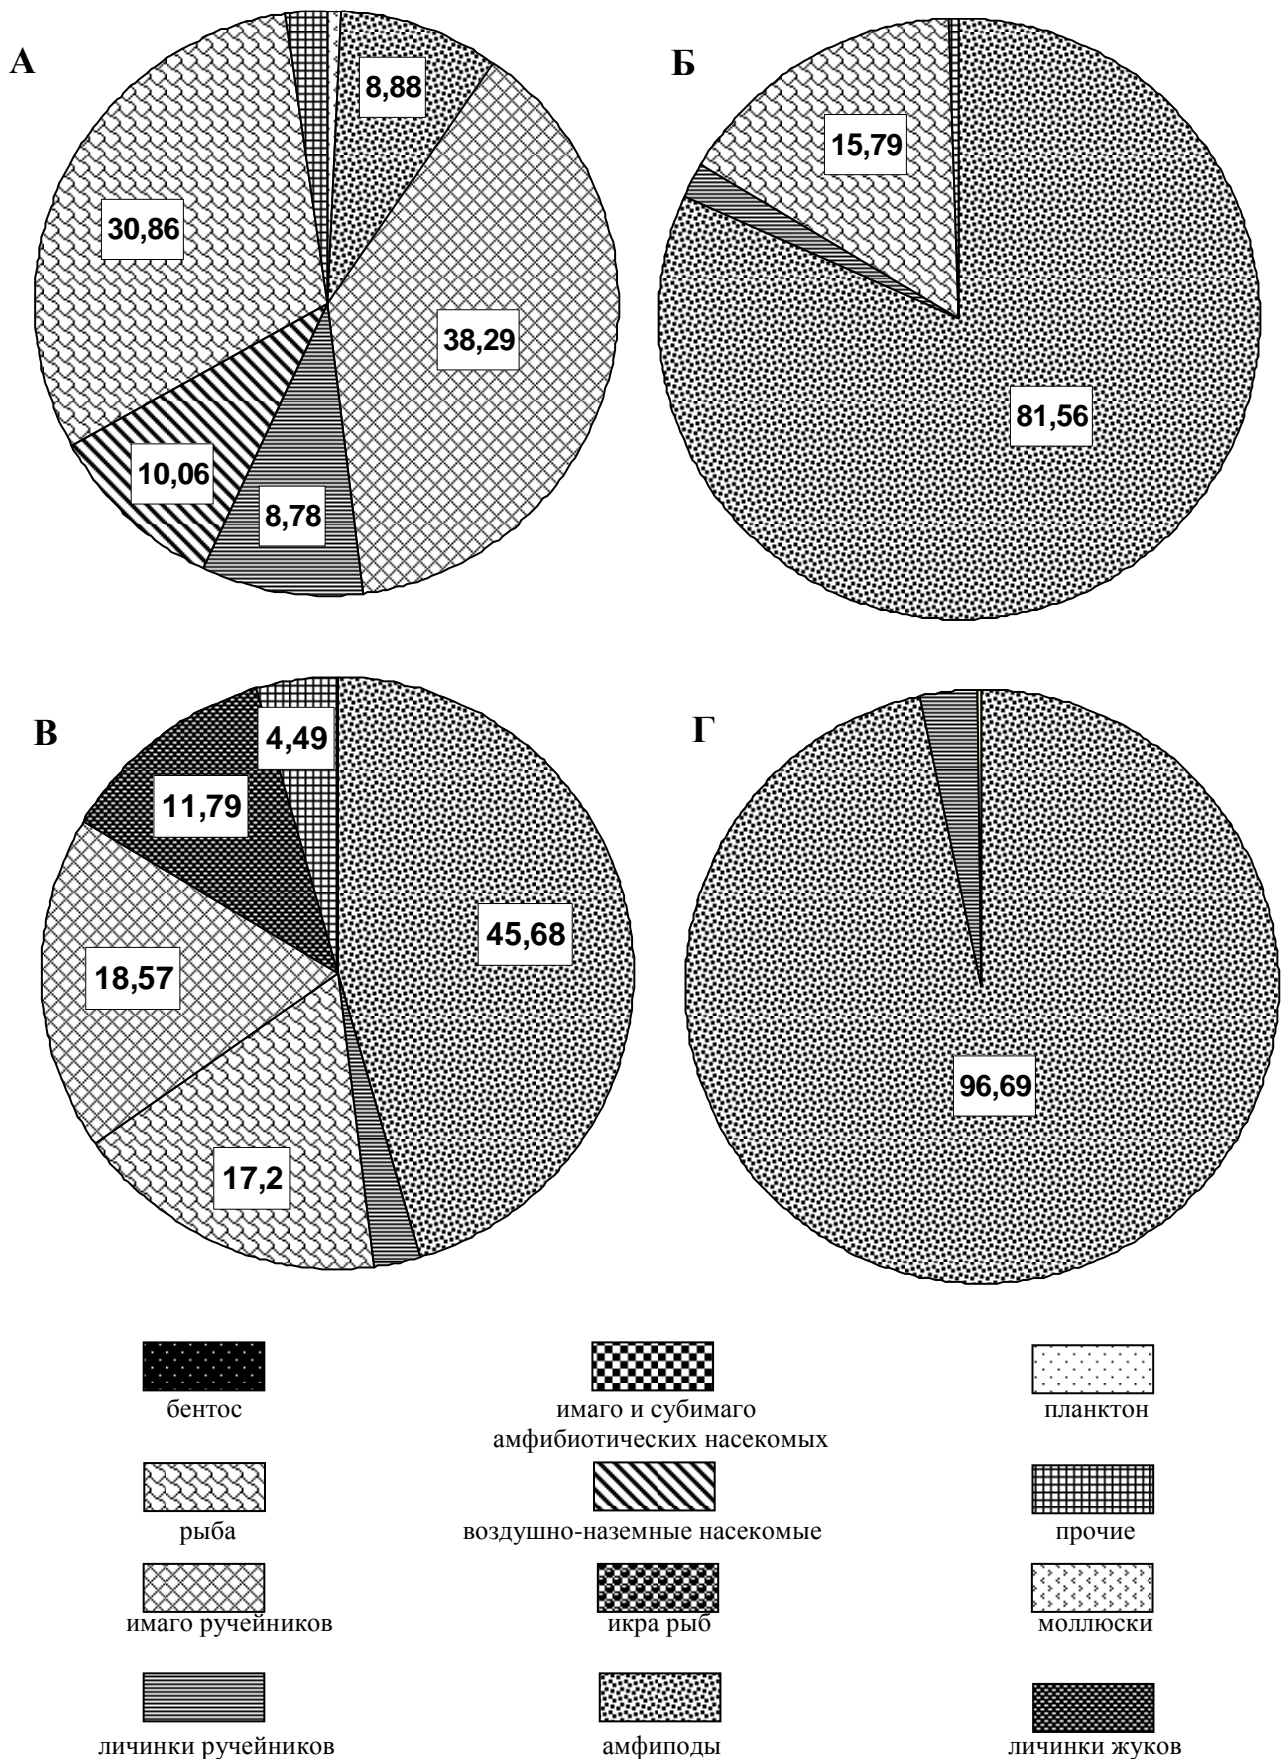 А
8,88
38,29
8,78
10,06
30,86
Б
15,79
81,56
В
4,49
11,79
45,68
18,57
17,2
Г
96,69
бентос
имаго и субимаго
амфибиотических насекомых
планктон
рыба
воздушно-наземные насекомые
прочие
имаго ручейников
икра рыб
моллюски
личинки ручейников
амфиподы
личинки жуков